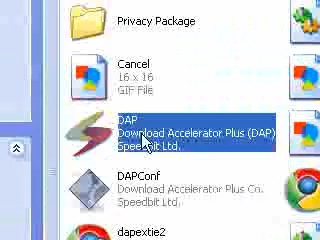 Privacy Package
Cancel
16 x 16
GIF File
DAP
Download Accelerator Plus (DAP)
Speedbit Ltd.
DAPConf
Download Accelerator Plus Co.
Speedbit Ltd.
dapextie2